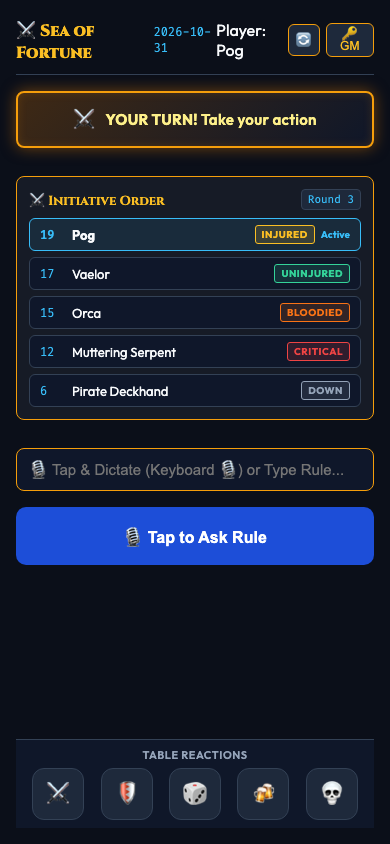 ⚔️ Sea of
Fortune
2026-10-
31
Player:
Pog
GM
⚔️ YOUR TURN! Take your action
⚔️ Initiative Order Round 3
19 Pog INJURED Active
17 Vaelor UNINJURED
15 Orca BLOODIED
12 Muttering Serpent CRITICAL
6 Pirate Deckhand DOWN
🎙️ Tap & Dictate (Keyboard 🎙️) or Type Rule...
🎙️ Tap to Ask Rule
TABLE REACTIONS